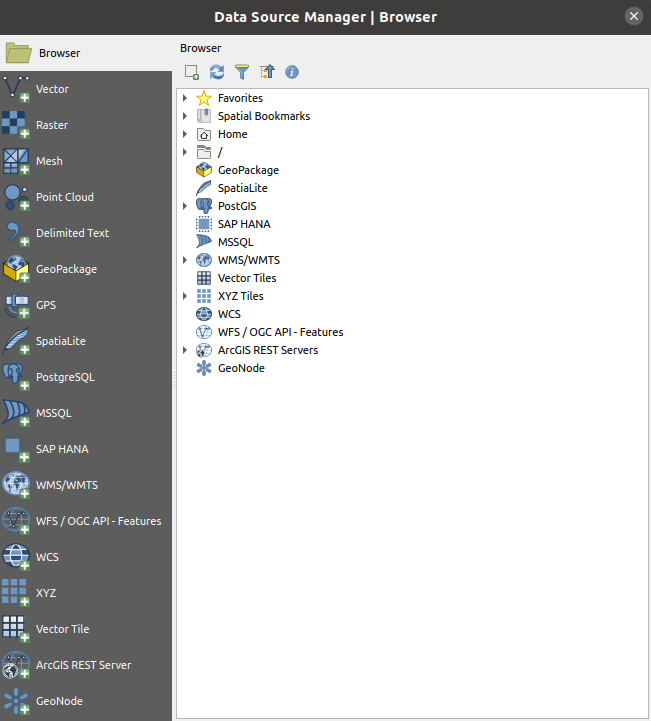 Data Source Manager | Browser
Browser
Vector
Raster
Mesh
Point Cloud
Delimited Text
GeoPackage
GPS
SpatiaLite
PostgreSQL
MSSQL
SAP HANA
WMS/WMTS
WFS / OGC API - Features
WCS
XYZ
Vector Tile
ArcGIS REST Server
GeoNode
Browser
Favorites
Spatial Bookmarks
Home
/
GeoPackage
SpatiaLite
PostGIS
SAP HANA
MSSQL
WMS/WMTS
Vector Tiles
XYZ Tiles
WCS
WFS / OGC API - Features
ArcGIS REST Servers
GeoNode